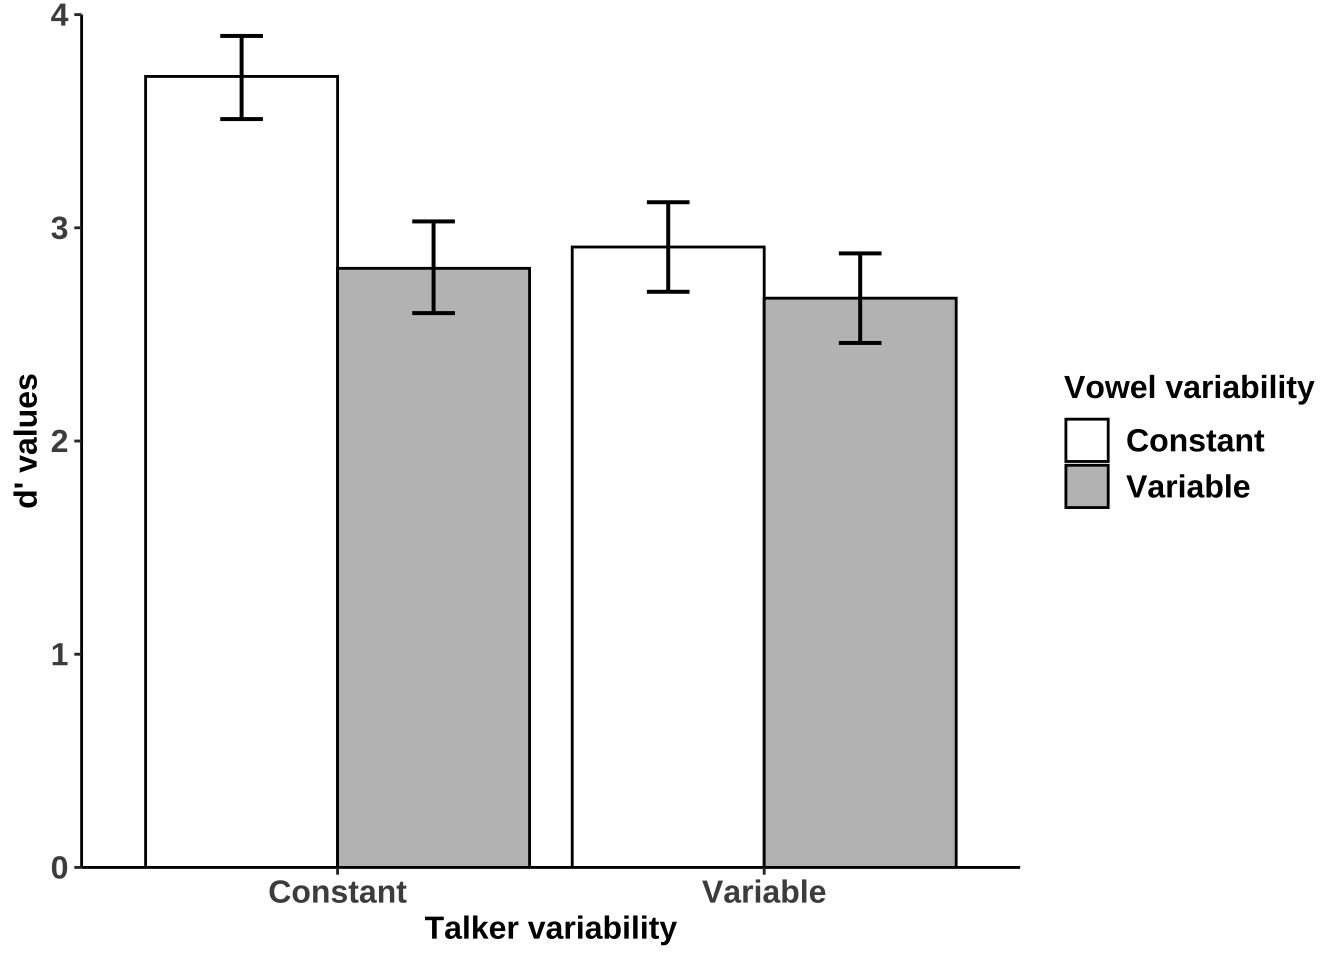 4
3
2
1
0
d' values
Constant
Variable
Talker variability
Vowel variability
Constant
Variable